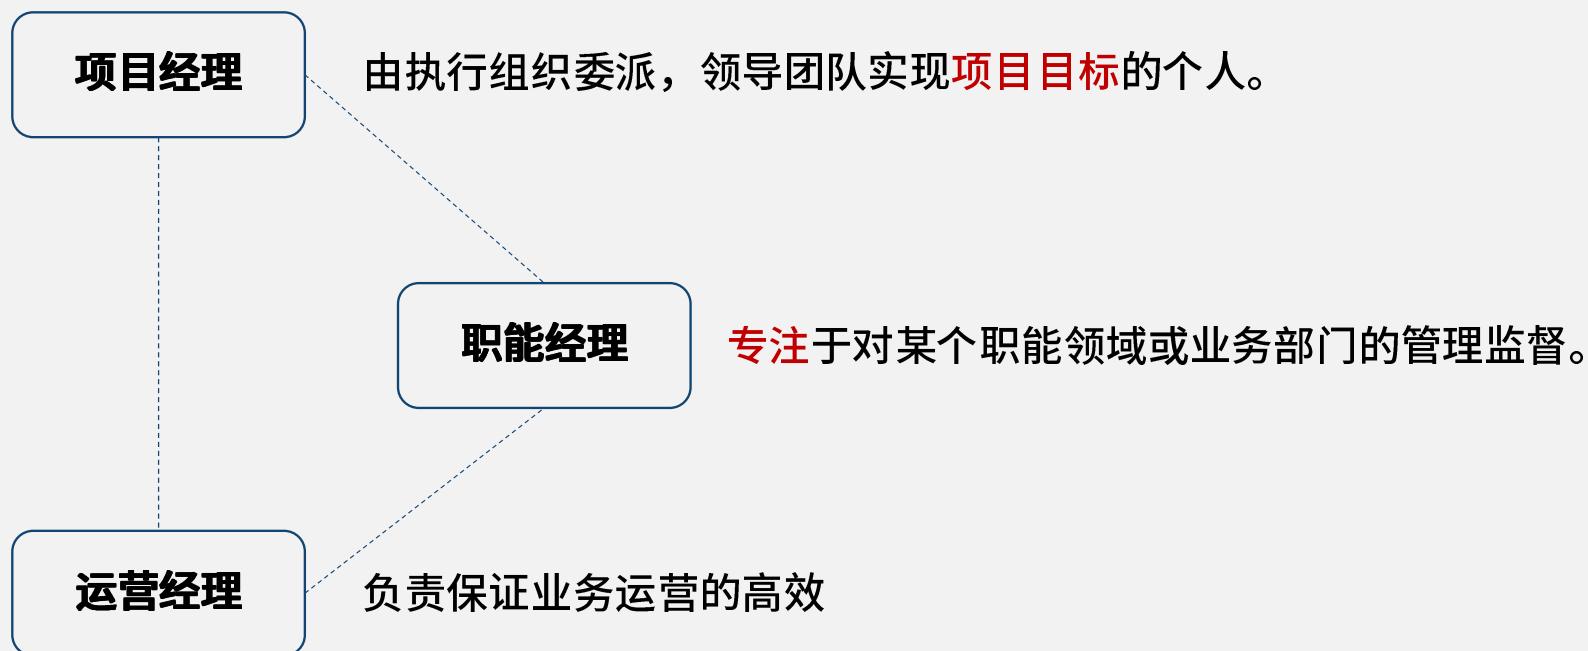 项目经理
由执行组织委派，领导团队实现项目目标的个人。
职能经理
专注于对某个职能领域或业务部门的管理监督。
运营经理
负责保证业务运营的高效